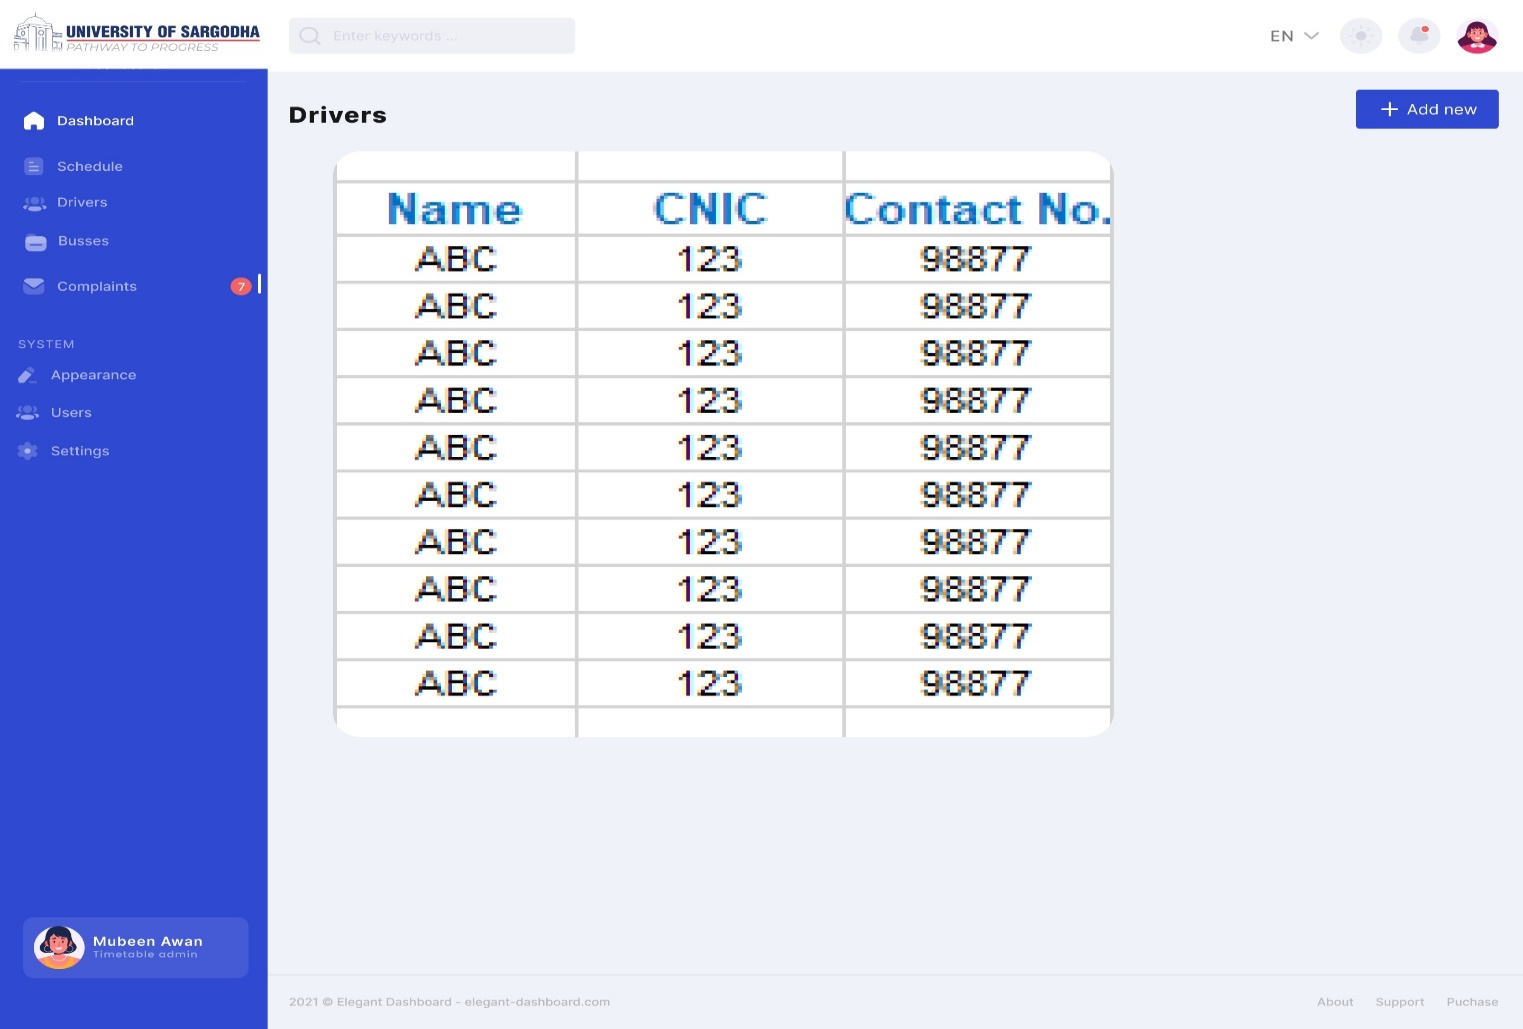 UNIVERSITY OF SARGODHA
PATHWAY TO PROGRESS
Enter keywords ...
EN
Dashboard
Schedule
Drivers
Busses
Complaints 7
SYSTEM
Appearance
Users
Settings
Mubeen Awan
Timetable admin
Drivers
Add new
Name CNIC Contact No.
ABC 123 98877
ABC 123 98877
ABC 123 98877
ABC 123 98877
ABC 123 98877
ABC 123 98877
ABC 123 98877
ABC 123 98877
ABC 123 98877
ABC 123 98877
2021 © Elegant Dashboard - elegant-dashboard.com
About Support Puchase